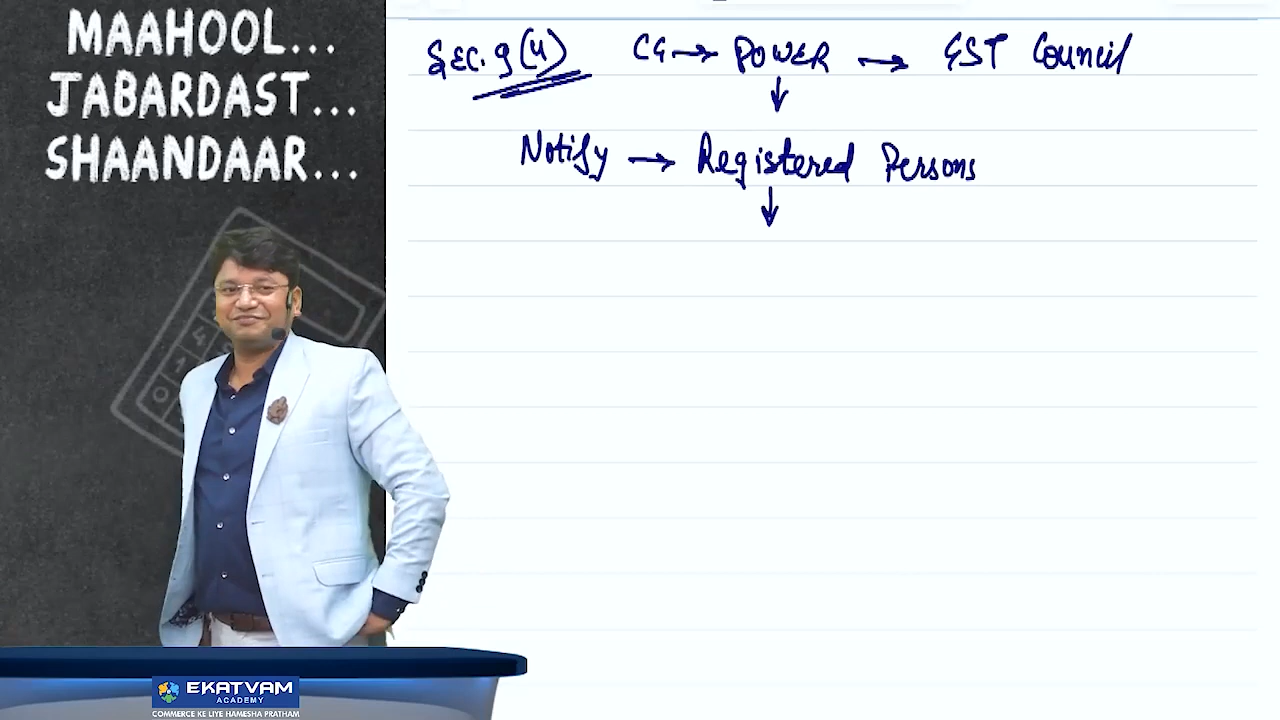 MAAHOOL...
JABARDAST...
SHAANDAAR...
SEC. 9(4) CG → POWER → GST Council
↓
Notify → Registered Persons
↓
EKATVAM
ACADEMY
COMMERCE KE LIYE HAMESHA PRATHAM